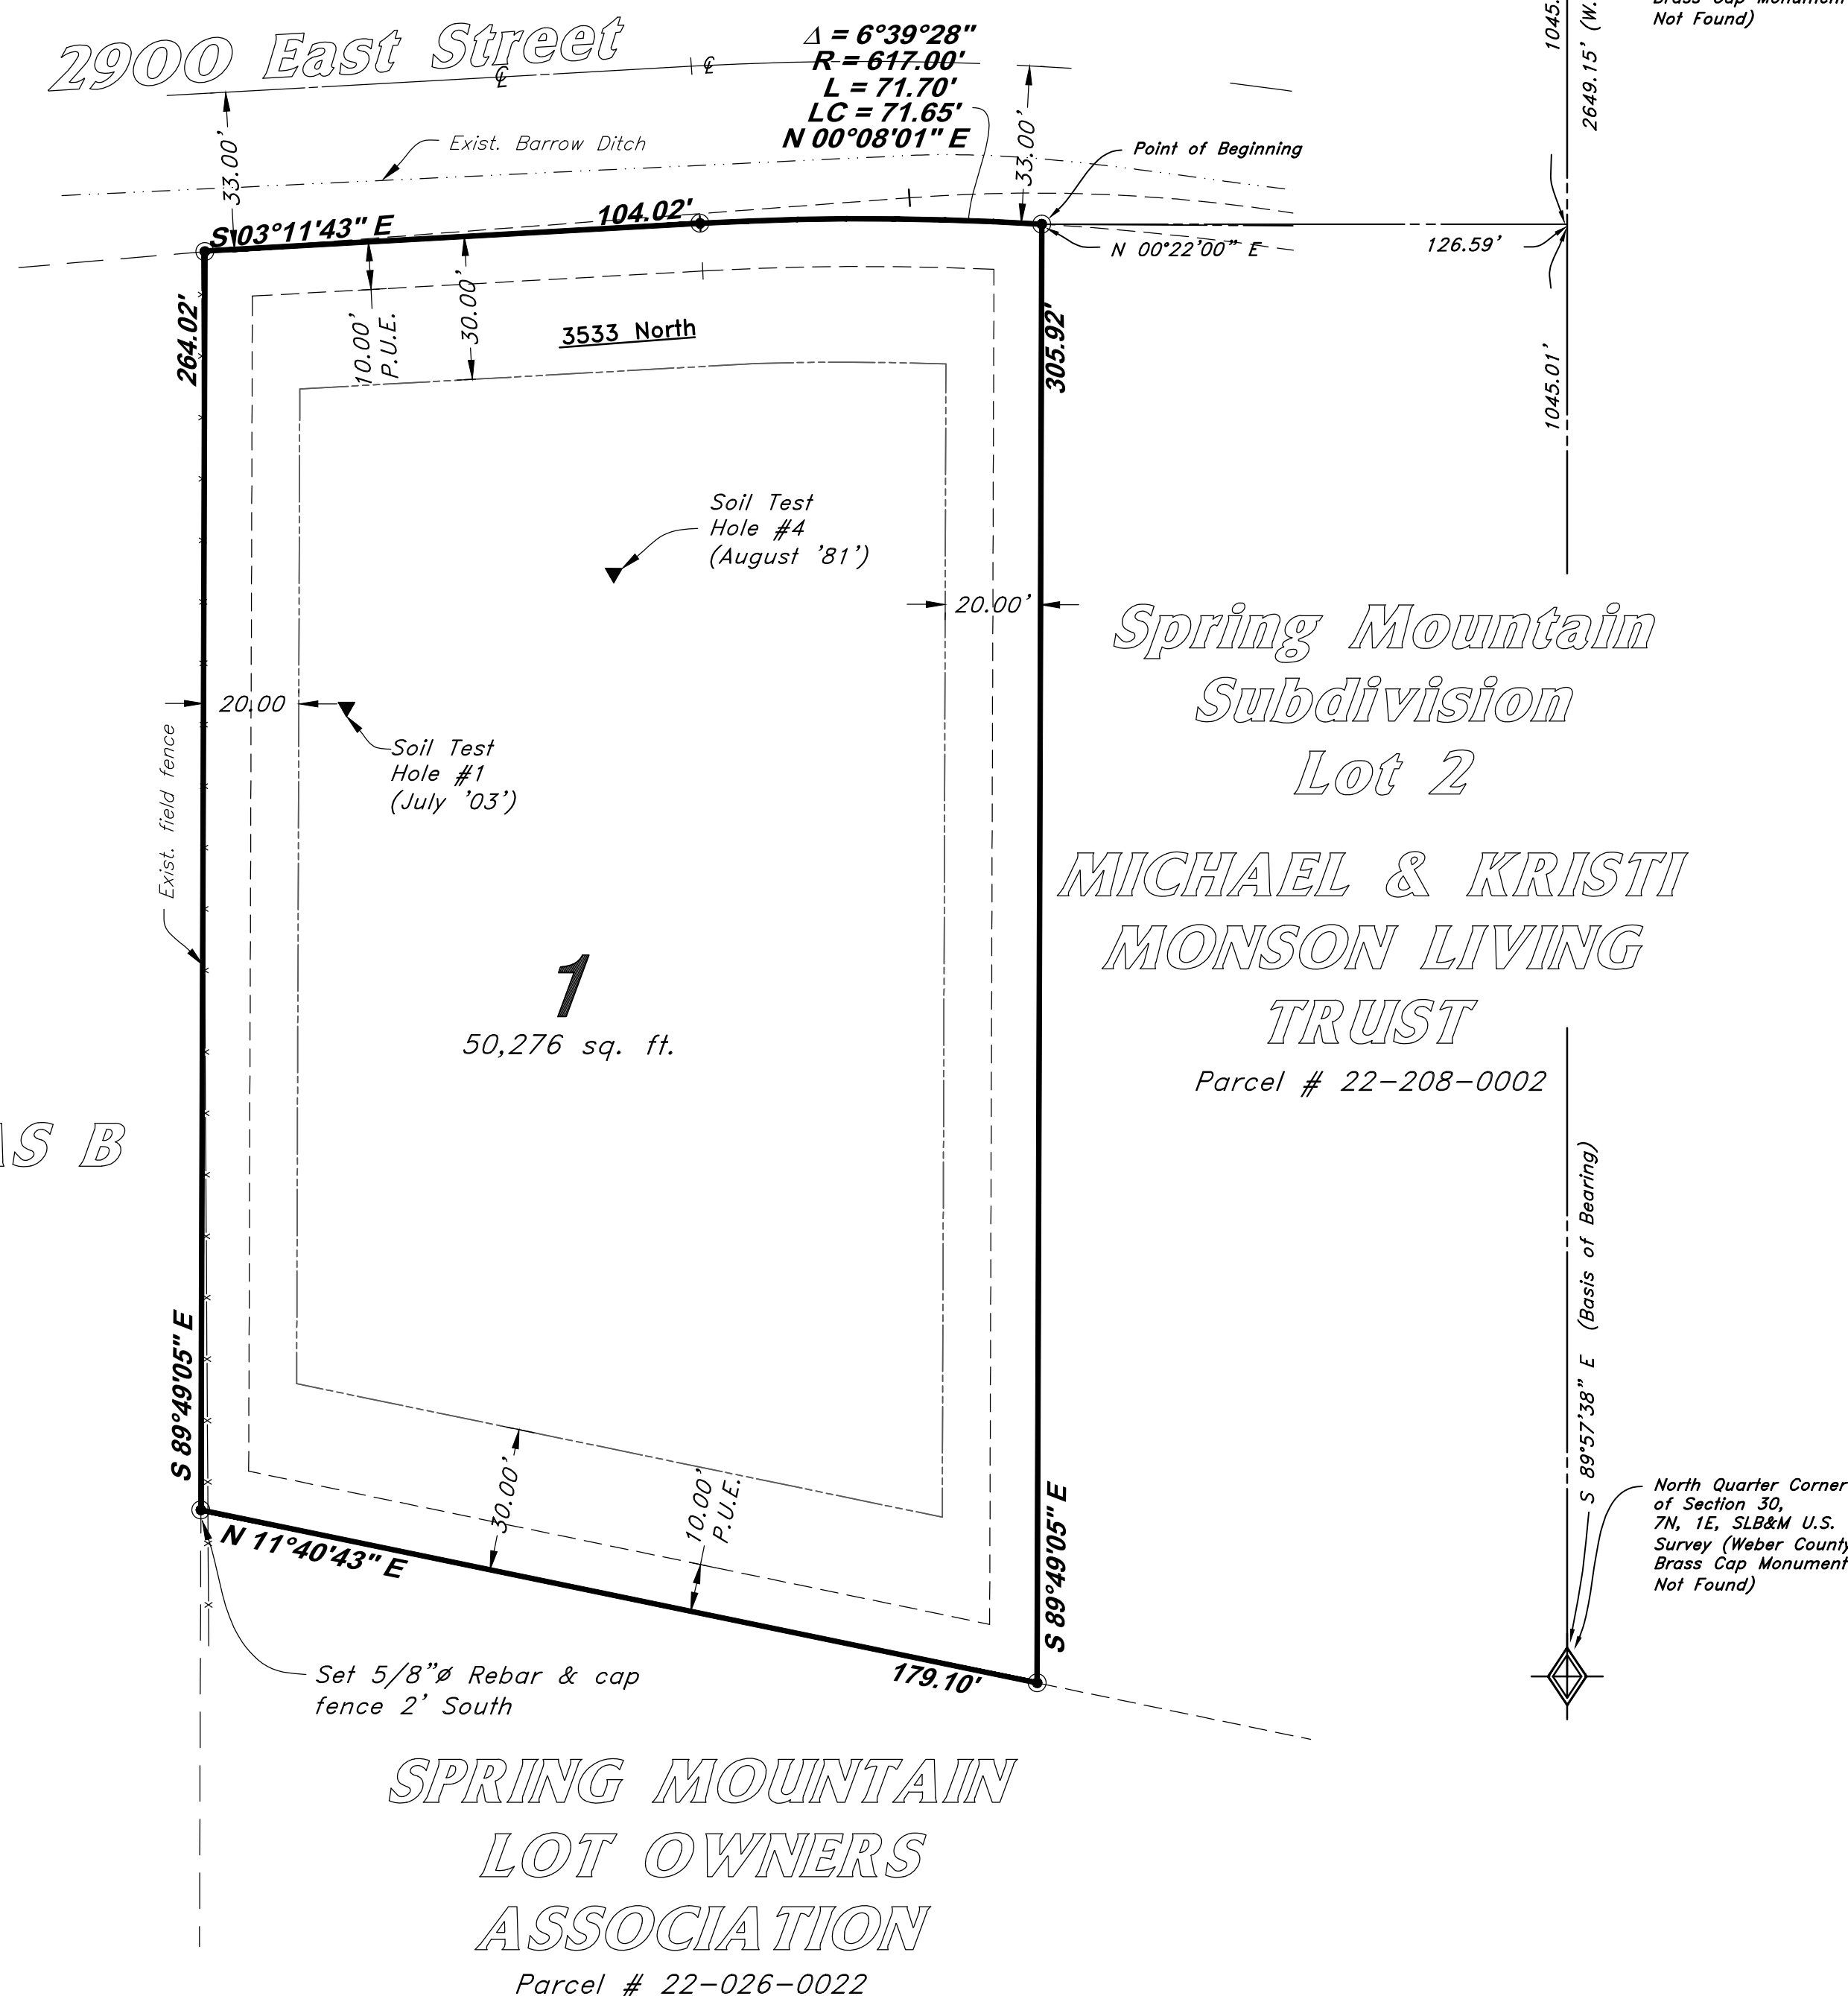 2900 East Street
Δ = 6°39'28"
R = 617.00'
L = 71.70'
LC = 71.65'
N 00°08'01" E
Not Found)
1045.
2649.15' (W.
℄
℄
33.00'
Exist. Barrow Ditch
33.00'
Point of Beginning
S 03°11'43" E
104.02'
N 00°22'00" E
126.59'
264.02'
10.00'
P.U.E.
30.00'
3533 North
305.92'
1045.01'
Soil Test
Hole #4
(August '81')
20.00'
20.00
Soil Test
Hole #1
(July '03')
Exist. field fence
Spring Mountain
Subdivision
Lot 2
MICHAEL & KRISTI
MONSON LIVING
TRUST
Parcel # 22-208-0002
1
50,276 sq. ft.
AS B
S 89°57'38" E (Basis of Bearing)
S 89°49'05" E
30.00'
10.00'
P.U.E.
S 89°49'05" E
North Quarter Corner
of Section 30,
7N, 1E, SLB&M U.S.
Survey (Weber County
Brass Cap Monument
Not Found)
N 11°40'43" E
179.10'
Set 5/8"ø Rebar & cap
fence 2' South
SPRING MOUNTAIN
LOT OWNERS
ASSOCIATION
Parcel # 22-026-0022